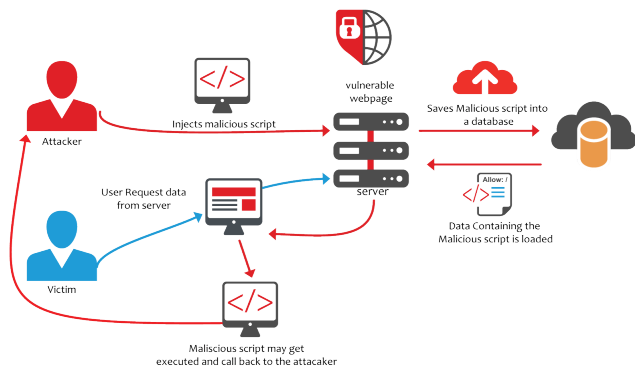 vulnerable
webpage
Injects malicious script
Attacker
Saves Malicious script into
a database
User Request data
from server
server
Allow: /
Data Containing the
Malicious script is loaded
Victim
Maliscious script may get
executed and call back to the attacaker